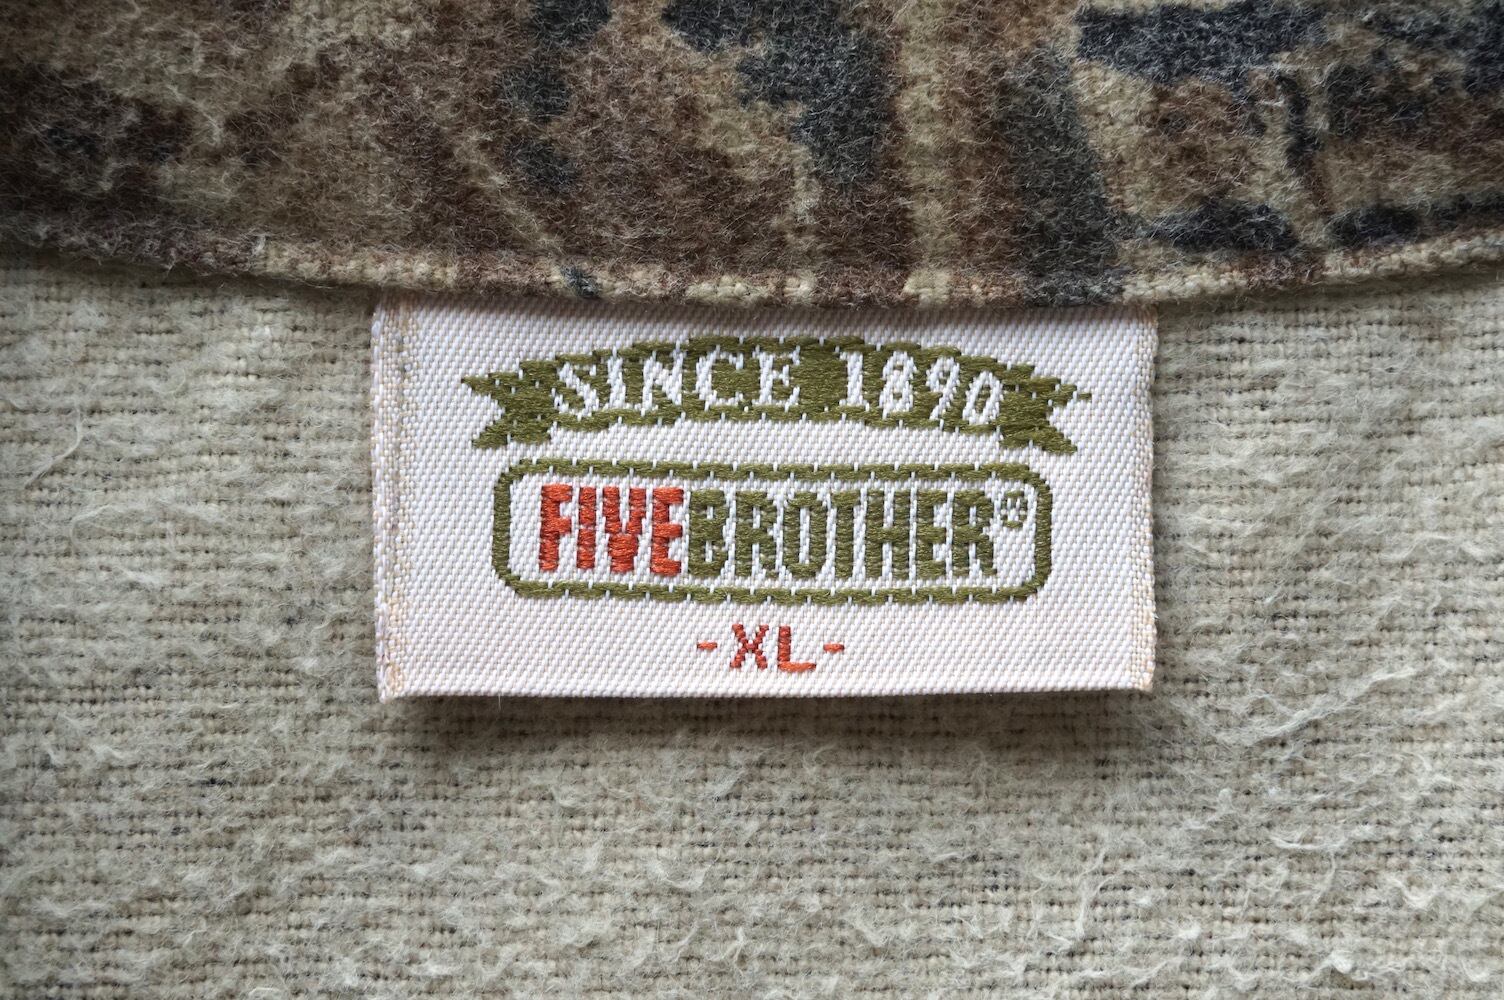 SINCE 1890
FIVEBROTHER®
-XL-